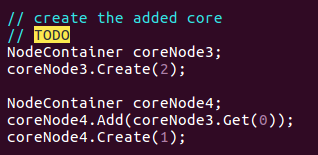 // create the added core
// TODO
NodeContainer coreNode3;
coreNode3.Create(2);

NodeContainer coreNode4;
coreNode4.Add(coreNode3.Get(0));
coreNode4.Create(1);